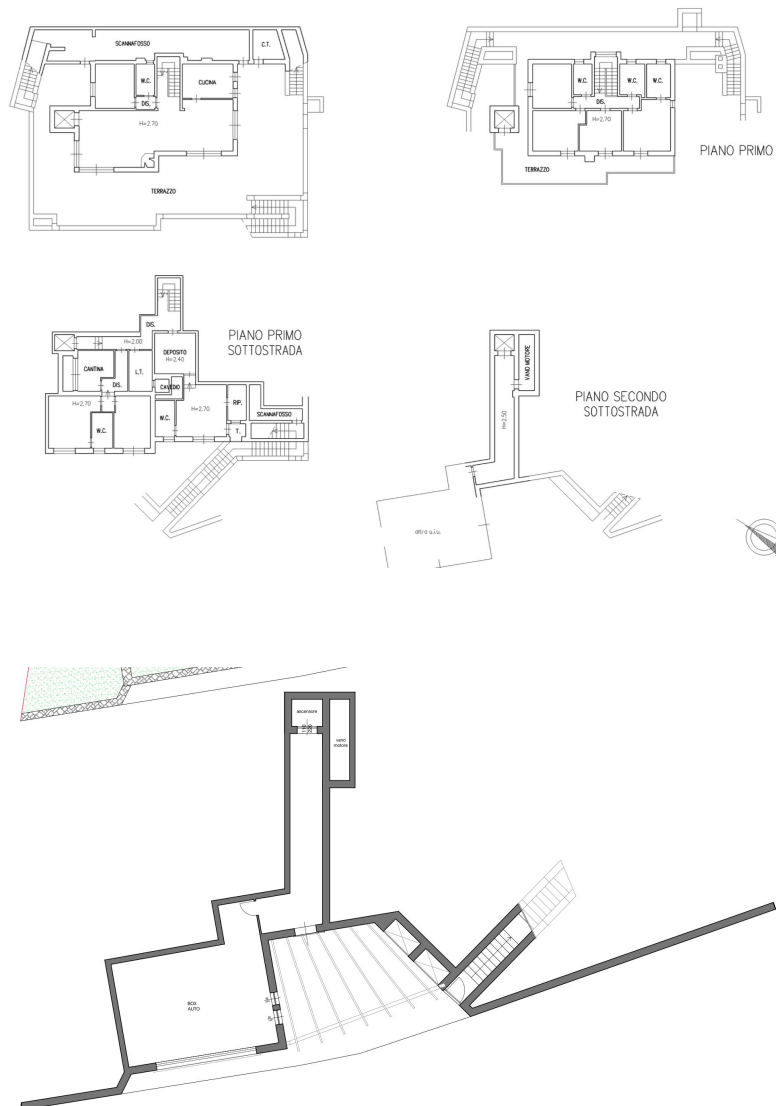 SCANNAFOSSO
C.T.
W.C.
CUCINA
DIS.
H=2.70
TERRAZZO
W.C.
W.C.
W.C.
DIS.
H=2.70
PIANO PRIMO
TERRAZZO
DIS.
PIANO PRIMO
SOTTOSTRADA
H=2.00
DEPOSITO
H=2.40
CANTINA
L.T.
DIS.
CAVEDIO
H=2.70
H=2.70
RIP.
SCANNAFOSSO
W.C.
W.C.
T.
VANO MOTORE
PIANO SECONDO
SOTTOSTRADA
H=2.50
altra u.i.u.
ascensore
vano
motore
BOX
AUTO